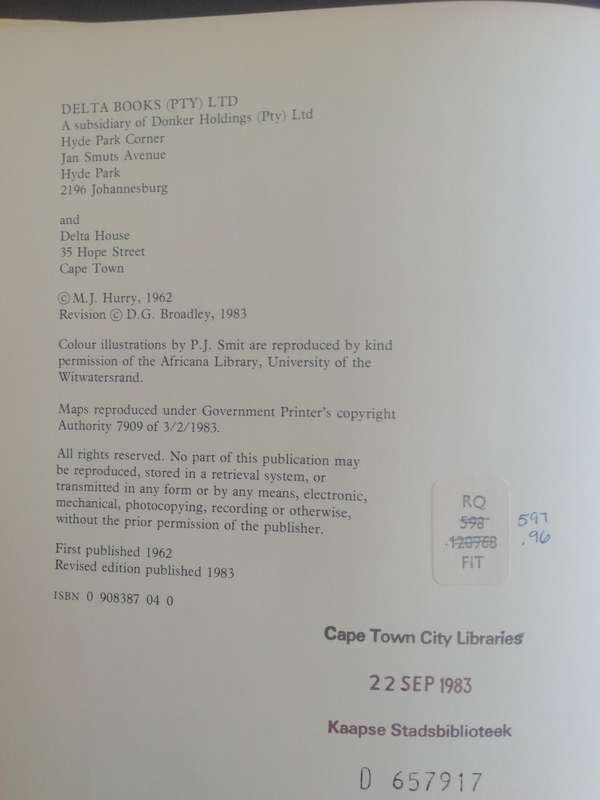 DELTA BOOKS (PTY) LTD
A subsidiary of Donker Holdings (Pty) Ltd
Hyde Park Corner
Jan Smuts Avenue
Hyde Park
2196 Johannesburg
and
Delta House
35 Hope Street
Cape Town
© M.J. Hurry, 1962
Revision © D.G. Broadley, 1983
Colour illustrations by P.J. Smit are reproduced by kind
permission of the Africana Library, University of the
Witwatersrand.
Maps reproduced under Government Printer's copyright
Authority 7909 of 3/2/1983.
All rights reserved. No part of this publication may
be reproduced, stored in a retrieval system, or
transmitted in any form or by any means, electronic,
mechanical, photocopying, recording or otherwise,
without the prior permission of the publisher.
First published 1962
Revised edition published 1983
ISBN 0 908387 04 0
RQ
598
.120968
FiT
597
.96
Cape Town City Libraries
22 SEP 1983
Kaapse Stadsbiblioteek
D 657917